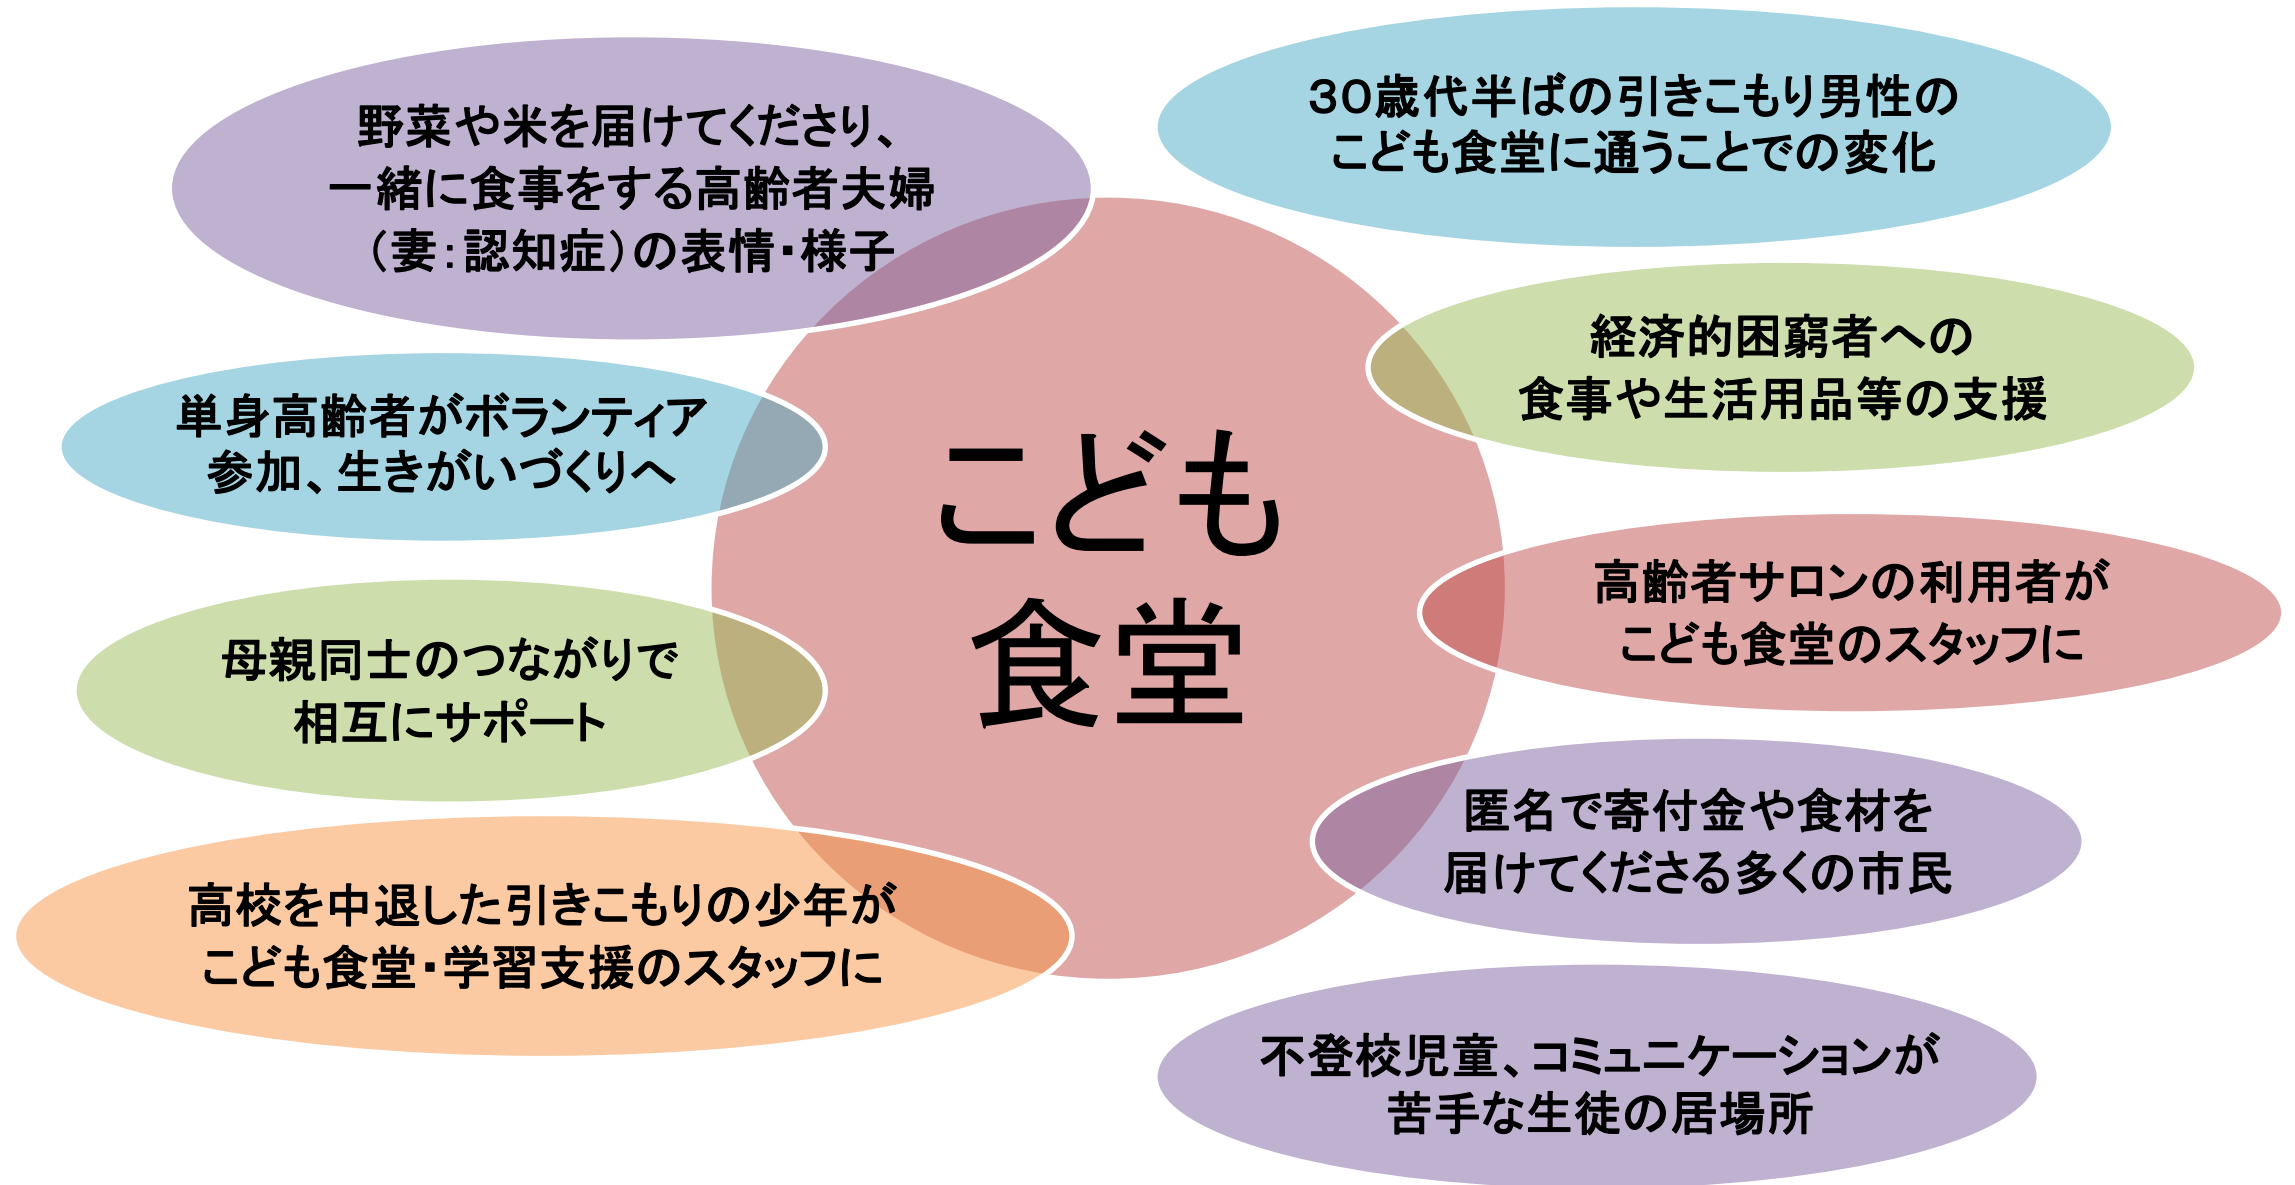 野菜や米を届けてくださり、
一緒に食事をする高齢者夫婦
（妻：認知症）の表情・様子
単身高齢者がボランティア
参加、生きがいづくりへ
母親同士のつながりで
相互にサポート
高校を中退した引きこもりの少年が
こども食堂・学習支援のスタッフに
こども
食堂
３０歳代半ばの引きこもり男性の
こども食堂に通うことでの変化
経済的困窮者への
食事や生活用品等の支援
高齢者サロンの利用者が
こども食堂のスタッフに
匿名で寄付金や食材を
届けてくださる多くの市民
不登校児童、コミュニケーションが
苦手な生徒の居場所